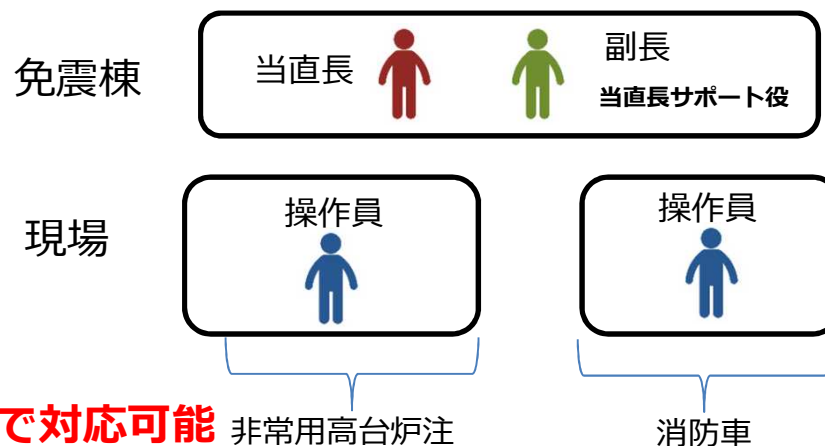 免震棟
当直長
副長
当直長サポート役
現場
操作員
操作員
で対応可能
非常用高台炉注
消防車